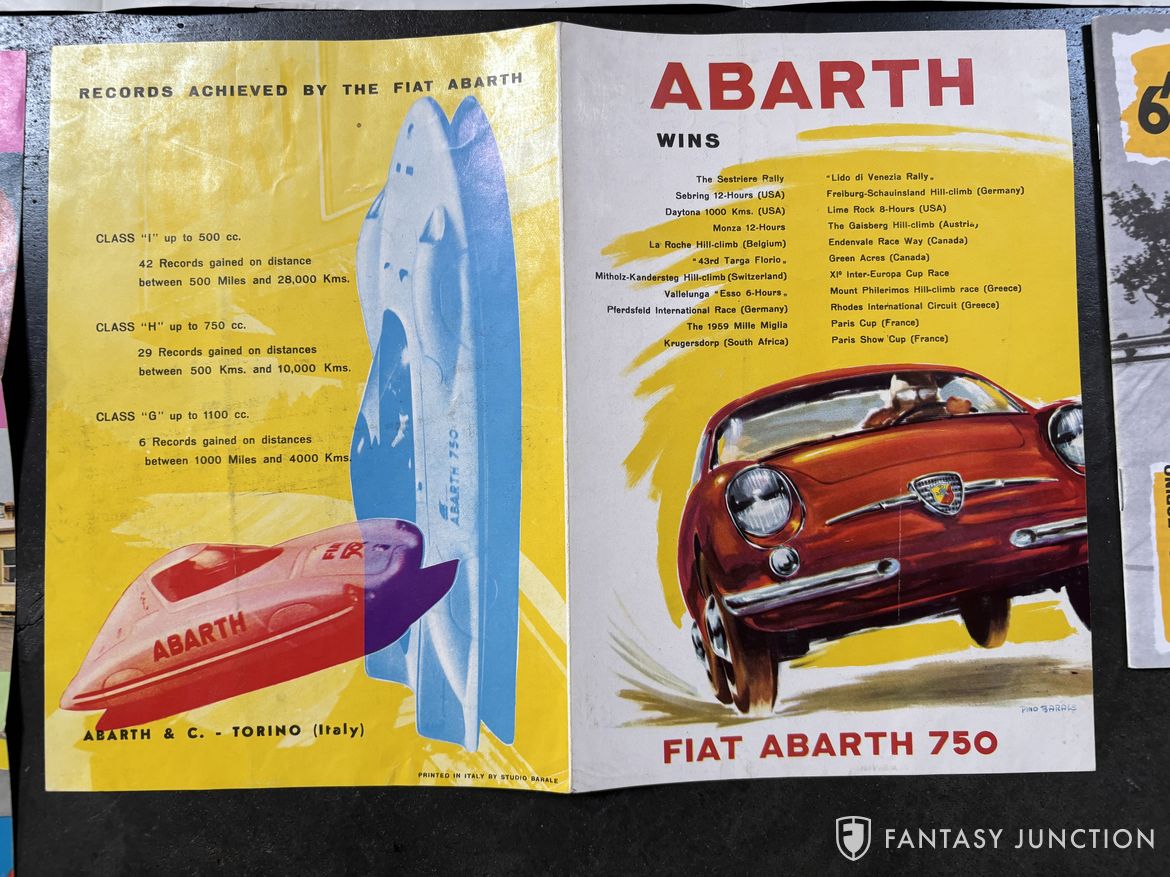 RECORDS ACHIEVED BY THE FIAT ABARTH
CLASS "I" up to 500 cc.
42 Records gained on distance
between 500 Miles and 28,000 Kms.
CLASS "H" up to 750 cc.
29 Records gained on distances
between 500 Kms. and 10,000 Kms.
CLASS "G" up to 1100 cc.
6 Records gained on distances
between 1000 Miles and 4000 Kms.
ABARTH 750
ABARTH
ABARTH & C. - TORINO (Italy)
PRINTED IN ITALY BY STUDIO BARALE
ABARTH
WINS
The Sestriere Rally
Sebring 12-Hours (USA)
Daytona 1000 Kms. (USA)
Monza 12-Hours
La Roche Hill-climb (Belgium)
"43rd Targa Florio„
Mitholz-Kandersteg Hill-climb (Switzerland)
Vallelunga "Esso 6-Hours„
Pferdsfeld International Race (Germany)
The 1959 Mille Miglia
Krugersdorp (South Africa)
"Lido di Venezia Rally„
Freiburg-Schauinsland Hill-climb (Germany)
Lime Rock 8-Hours (USA)
The Gaisberg Hill-climb (Austria)
Endenvale Race Way (Canada)
Green Acres (Canada)
XIº Inter-Europa Cup Race
Mount Philerimos Hill-climb race (Greece)
Rhodes International Circuit (Greece)
Paris Cup (France)
Paris Show Cup (France)
PINO BARALE
FIAT ABARTH 750
6
FANTASY JUNCTION